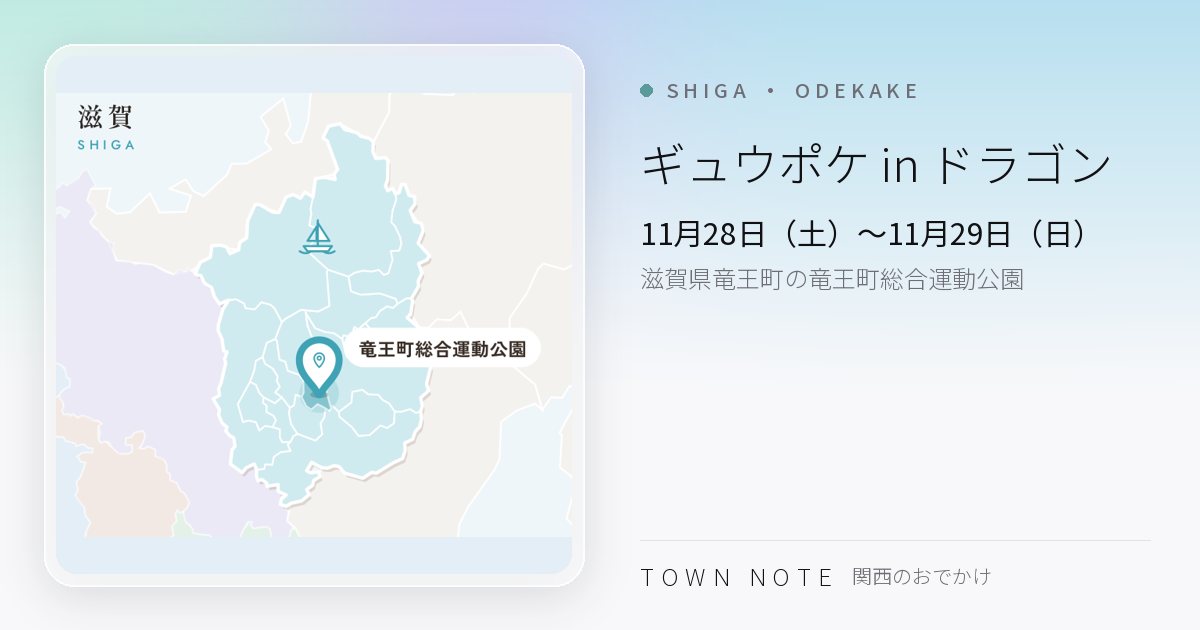 滋賀
SHIGA
竜王町総合運動公園
SHIGA ・ ODEKAKE
ギュウポケ in ドラゴン
11月28日（土）〜11月29日（日）
滋賀県竜王町の竜王町総合運動公園
TOWN NOTE 関西のおでかけ